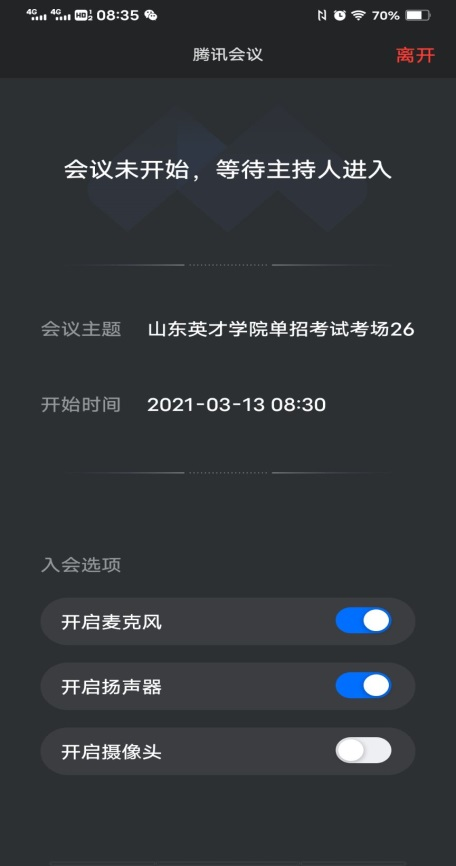 4G 4G HD 08:35 70%
腾讯会议 离开
会议未开始，等待主持人进入
会议主题 山东英才学院单招考试考场26
开始时间 2021-03-13 08:30
入会选项
开启麦克风
开启扬声器
开启摄像头